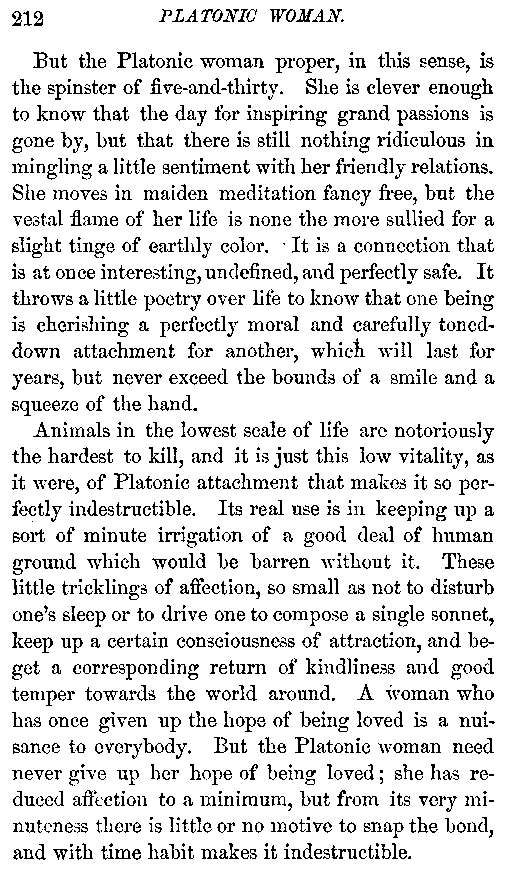 212 PLATONIC WOMAN.
But the Platonic woman proper, in this sense, is
the spinster of five-and-thirty. She is clever enough
to know that the day for inspiring grand passions is
gone by, but that there is still nothing ridiculous in
mingling a little sentiment with her friendly relations.
She moves in maiden meditation fancy free, but the
vestal flame of her life is none the more sullied for a
slight tinge of earthly color. It is a connection that
is at once interesting, undefined, and perfectly safe. It
throws a little poetry over life to know that one being
is cherishing a perfectly moral and carefully toned-
down attachment for another, which will last for
years, but never exceed the bounds of a smile and a
squeeze of the hand.
Animals in the lowest scale of life are notoriously
the hardest to kill, and it is just this low vitality, as
it were, of Platonic attachment that makes it so per-
fectly indestructible. Its real use is in keeping up a
sort of minute irrigation of a good deal of human
ground which would be barren without it. These
little tricklings of affection, so small as not to disturb
one's sleep or to drive one to compose a single sonnet,
keep up a certain consciousness of attraction, and be-
get a corresponding return of kindliness and good
temper towards the world around. A woman who
has once given up the hope of being loved is a nui-
sance to everybody. But the Platonic woman need
never give up her hope of being loved; she has re-
duced affection to a minimum, but from its very mi-
nuteness there is little or no motive to snap the bond,
and with time habit makes it indestructible.